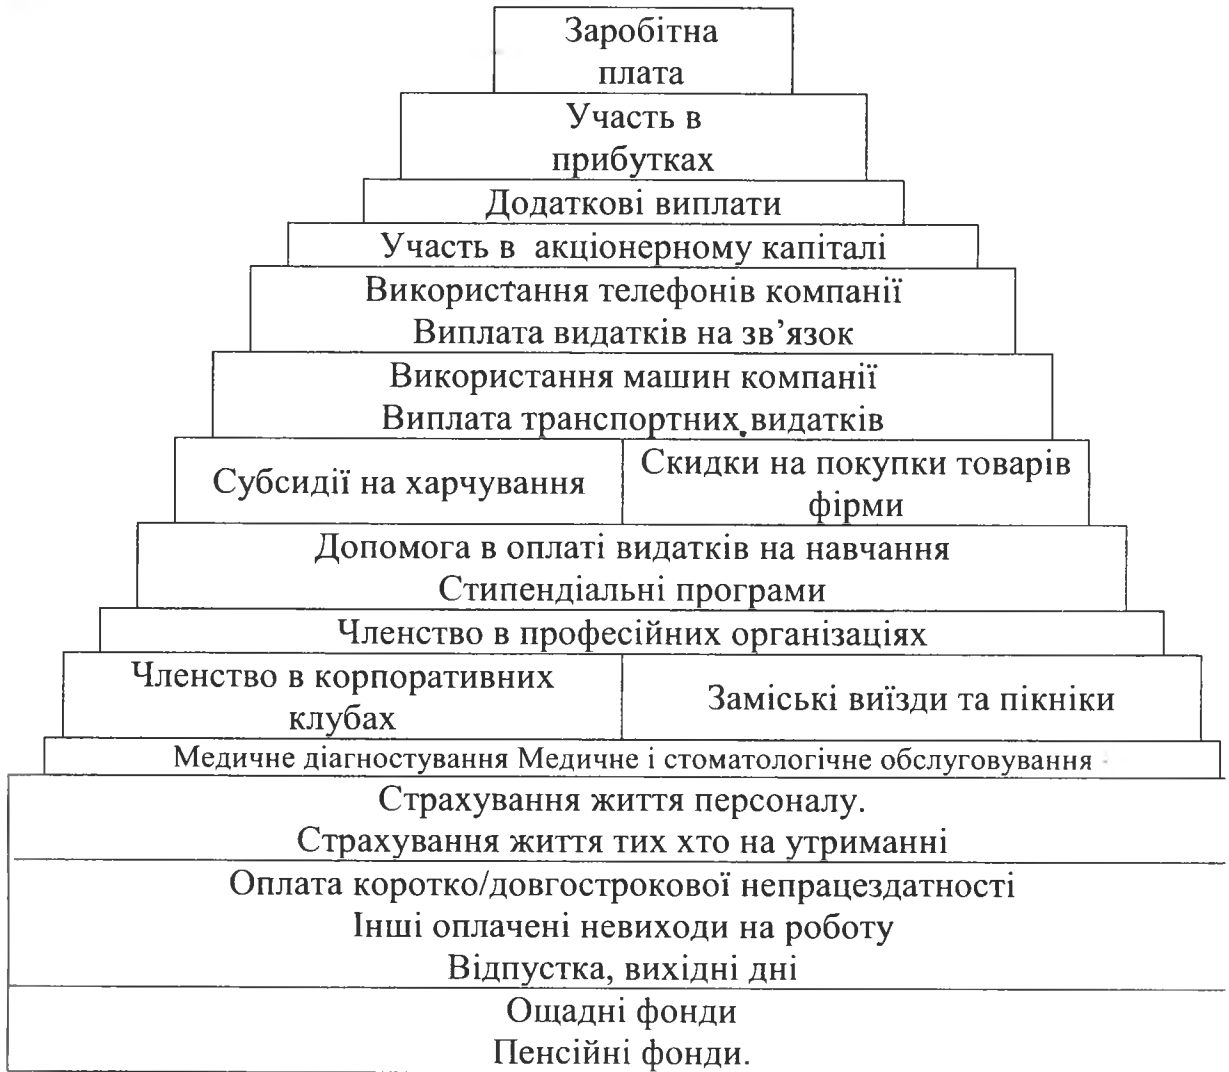 Заробітна
плата
Участь в
прибутках
Додаткові виплати
Участь в акціонерному капіталі
Використання телефонів компанії
Виплата видатків на зв’язок
Використання машин компанії
Виплата транспортних видатків
Субсидії на харчування
Скидки на покупки товарів
фірми
Допомога в оплаті видатків на навчання
Стипендіальні програми
Членство в професійних організаціях
Членство в корпоративних
клубах
Заміські виїзди та пікніки
Медичне діагностування Медичне і стоматологічне обслуговування
Страхування життя персоналу.
Страхування життя тих хто на утриманні
Оплата коротко/довгострокової непрацездатності
Інші оплачені невиходи на роботу
Відпустка, вихідні дні
Ощадні фонди
Пенсійні фонди.